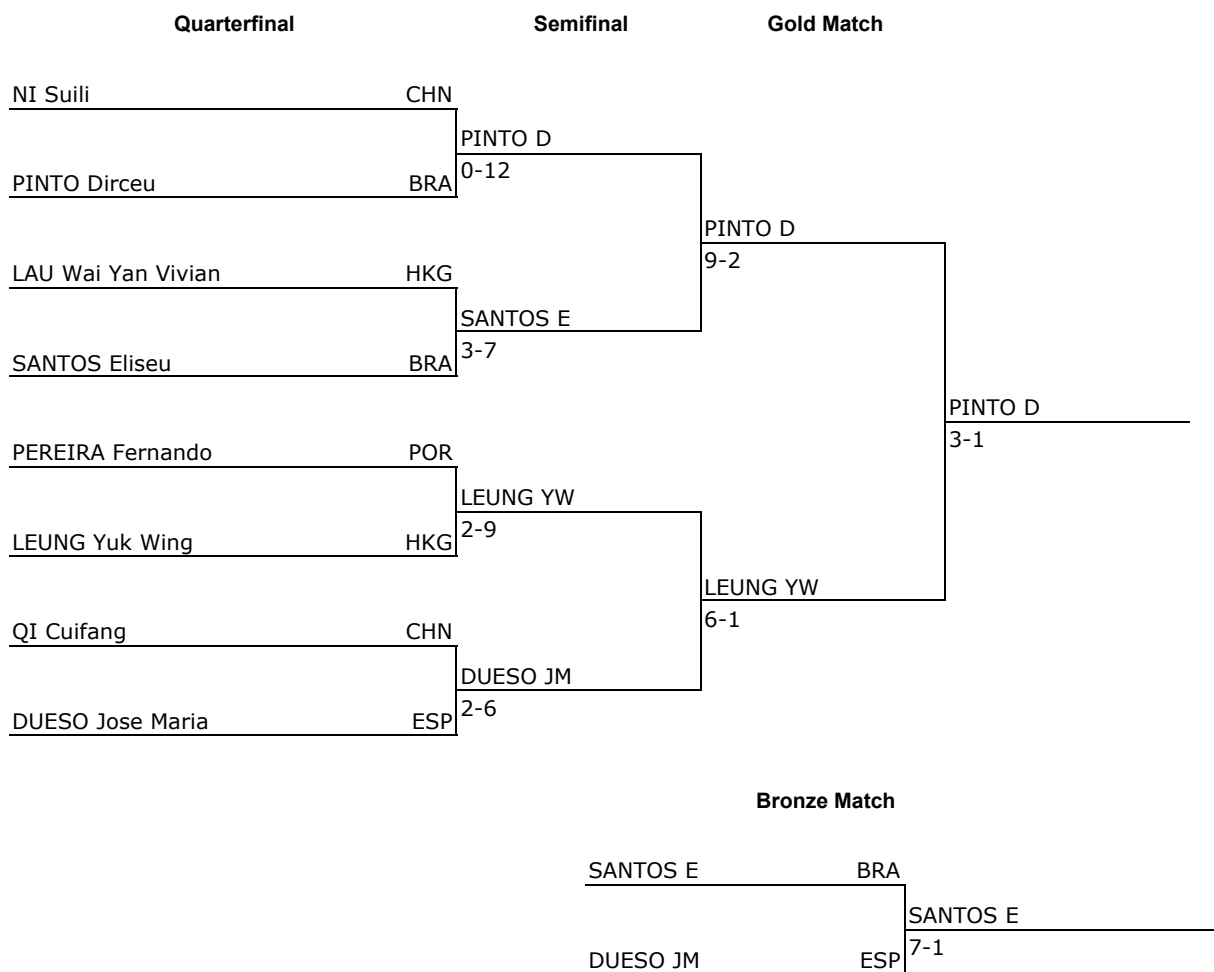 Quarterfinal Semifinal Gold Match
NI Suili CHN
PINTO D
0-12
PINTO Dirceu BRA
PINTO D
9-2
LAU Wai Yan Vivian HKG
SANTOS E
3-7
SANTOS Eliseu BRA
PINTO D
3-1
PEREIRA Fernando POR
LEUNG YW
2-9
LEUNG Yuk Wing HKG
LEUNG YW
6-1
QI Cuifang CHN
DUESO JM
2-6
DUESO Jose Maria ESP
Bronze Match
SANTOS E BRA
SANTOS E
7-1
DUESO JM ESP